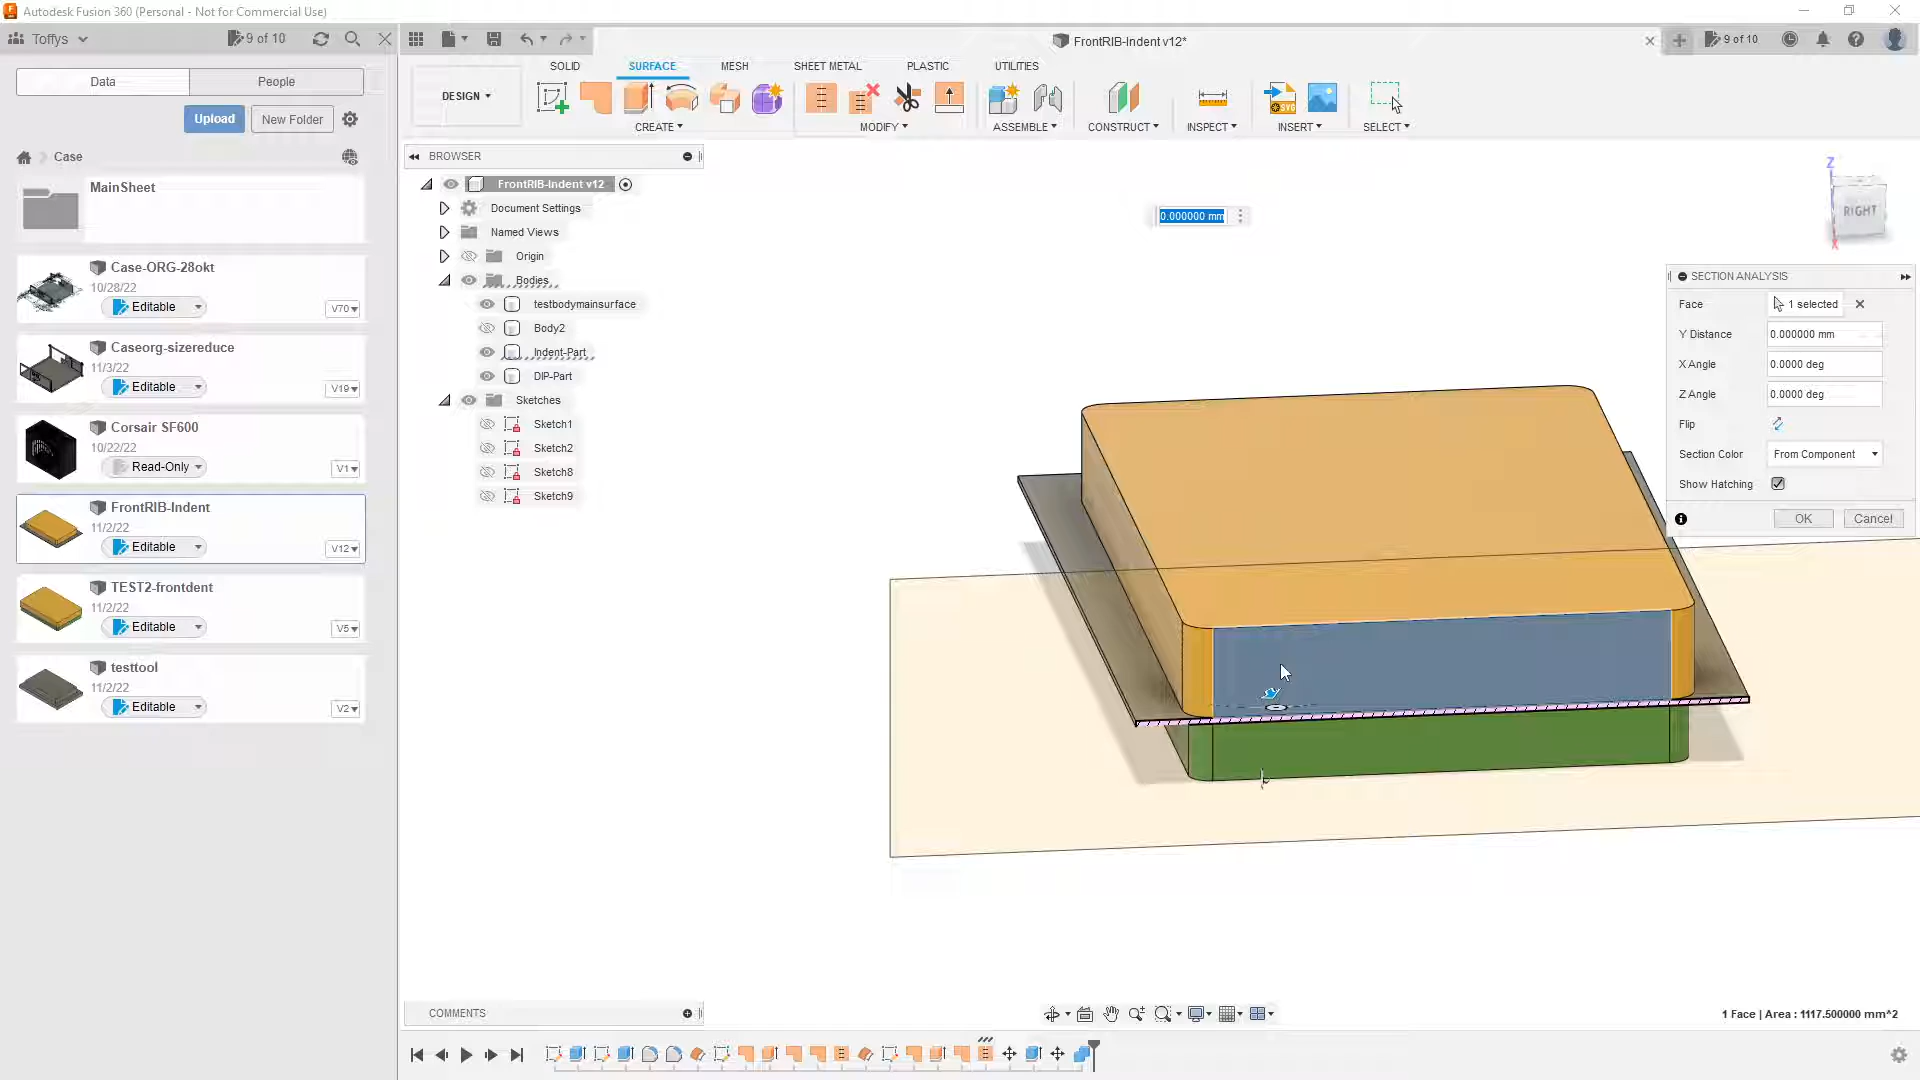 Autodesk Fusion 360 (Personal - Not for Commercial Use)
Toffys
9 of 10
FrontRIB-Indent v12*
9 of 10
Data
People
Upload
New Folder
Case
MainSheet
Case-ORG-28okt
10/28/22
Editable
V70
Caseorg-sizereduce
11/3/22
Editable
V19
Corsair SF600
10/22/22
Read-Only
V1
FrontRIB-Indent
11/2/22
Editable
V12
TEST2-frontdent
11/2/22
Editable
V5
testtool
11/2/22
Editable
V2
DESIGN
SOLID
SURFACE
MESH
SHEET METAL
PLASTIC
UTILITIES
CREATE
MODIFY
ASSEMBLE
CONSTRUCT
INSPECT
INSERT
SELECT
SVG
BROWSER
FrontRIB-Indent v12
Document Settings
Named Views
Origin
Bodies
testbodymainsurface
Body2
Indent-Part
DIP-Part
Sketches
Sketch1
Sketch2
Sketch8
Sketch9
0.000000 mm
Z
RIGHT
X
SECTION ANALYSIS
Face
1 selected
Y Distance
0.000000 mm
X Angle
0.0000 deg
Z Angle
0.0000 deg
Flip
Section Color
From Component
Show Hatching
OK
Cancel
COMMENTS
1 Face | Area : 1117.500000 mm^2